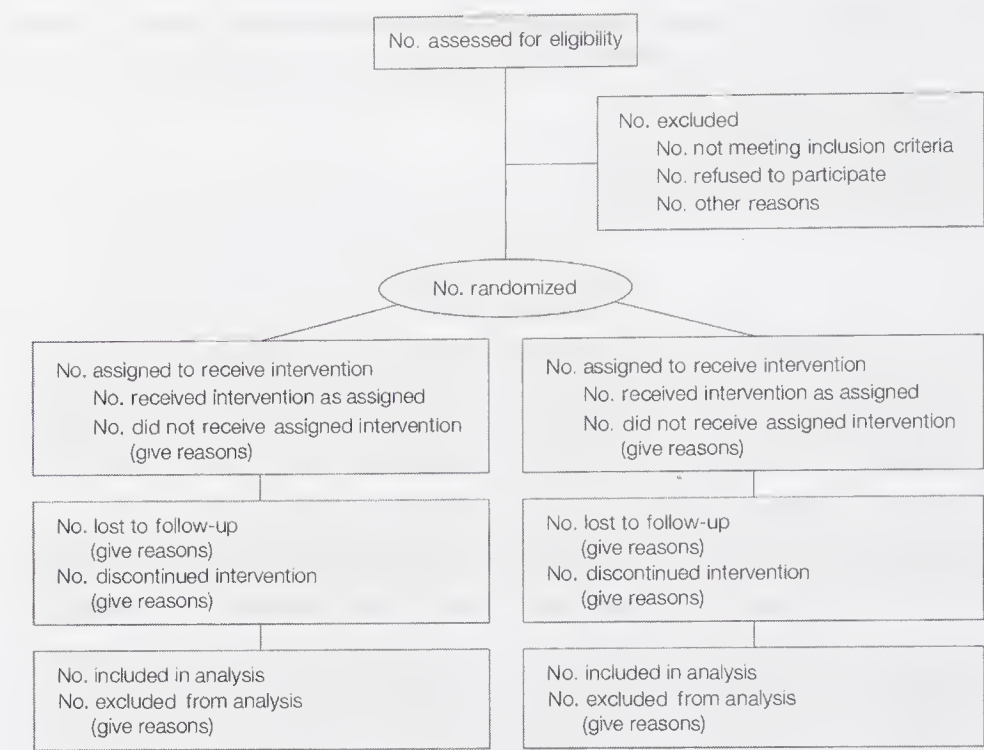 No. assessed for eligibility
No. excluded
No. not meeting inclusion criteria
No. refused to participate
No. other reasons
No. randomized
No. assigned to receive intervention
No. received intervention as assigned
No. did not receive assigned intervention
(give reasons)
No. assigned to receive intervention
No. received intervention as assigned
No. did not receive assigned intervention
(give reasons)
No. lost to follow-up
(give reasons)
No. discontinued intervention
(give reasons)
No. lost to follow-up
(give reasons)
No. discontinued intervention
(give reasons)
No. included in analysis
No. excluded from analysis
(give reasons)
No. included in analysis
No. excluded from analysis
(give reasons)